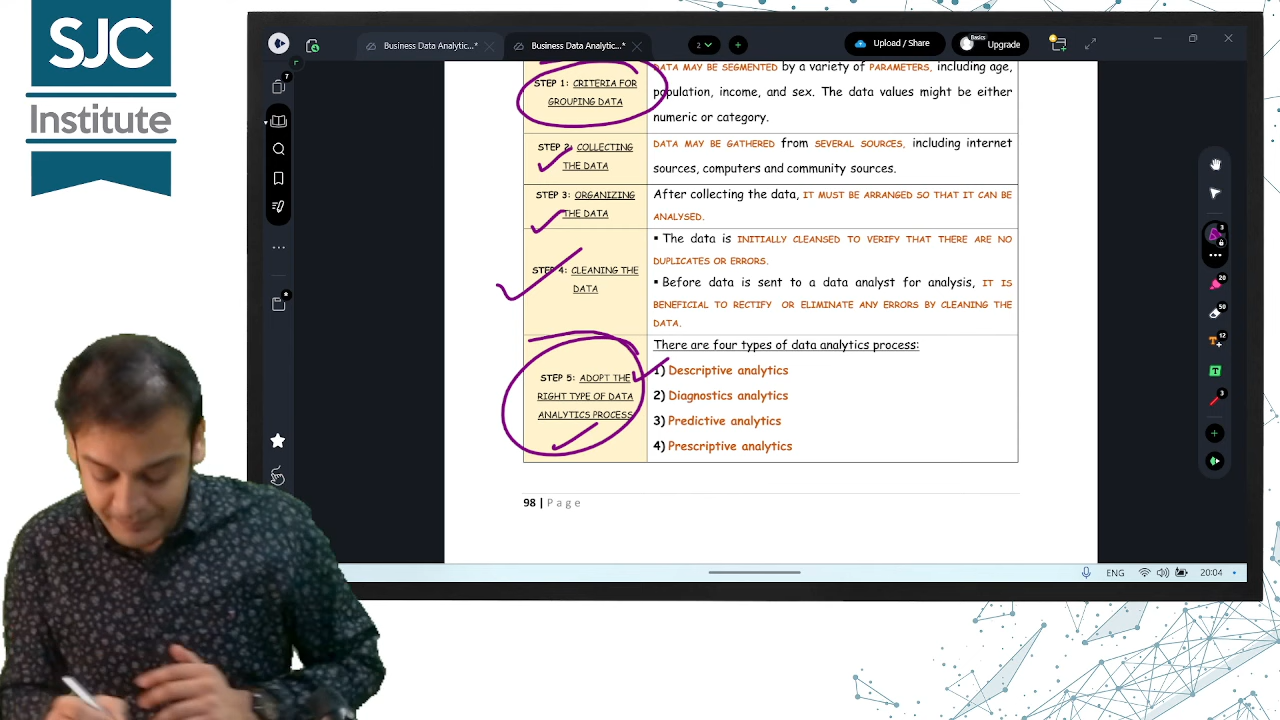 SJC
Institute
Business Data Analytic...*
Business Data Analytic...*
2
Upload / Share
Basics
Upgrade
7
STEP 1: CRITERIA FOR
GROUPING DATA
DATA MAY BE SEGMENTED by a variety of PARAMETERS, including age,
population, income, and sex. The data values might be either
numeric or category.
STEP 2: COLLECTING
THE DATA
DATA MAY BE GATHERED from SEVERAL SOURCES, including internet
sources, computers and community sources.
STEP 3: ORGANIZING
THE DATA
After collecting the data, IT MUST BE ARRANGED SO THAT IT CAN BE
ANALYSED.
STEP 4: CLEANING THE
DATA
▪ The data is INITIALLY CLEANSED TO VERIFY THAT THERE ARE NO
DUPLICATES OR ERRORS.
▪ Before data is sent to a data analyst for analysis, IT IS
BENEFICIAL TO RECTIFY OR ELIMINATE ANY ERRORS BY CLEANING THE
DATA.
STEP 5: ADOPT THE
RIGHT TYPE OF DATA
ANALYTICS PROCESS
There are four types of data analytics process:
1) Descriptive analytics
2) Diagnostics analytics
3) Predictive analytics
4) Prescriptive analytics
98 | Page
3
20
50
12
3
ENG
20:04